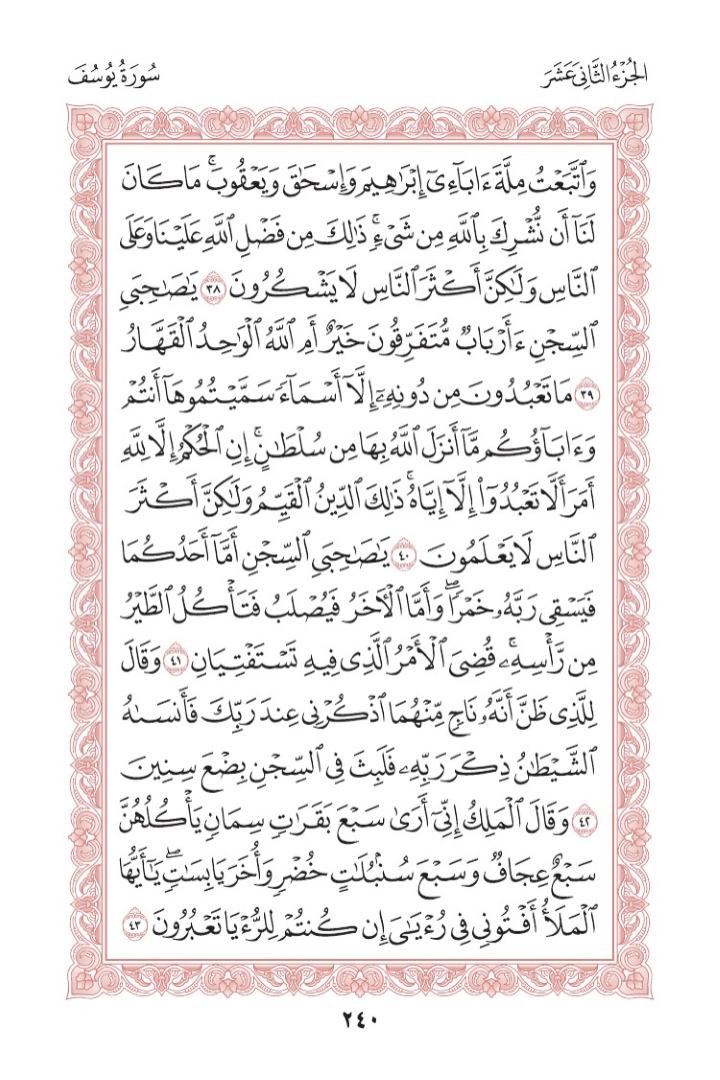 الجُزْءُ الثَّانِي عَشَرَ
سُورَةُ يُوسُفَ
وَٱتَّبَعْتُ مِلَّةَ ءَابَآءِىٓ إِبْرَٰهِيمَ وَإِسْحَٰقَ وَيَعْقُوبَۚ مَا كَانَ
لَنَآ أَن نُّشْرِكَ بِٱللَّهِ مِن شَىْءٍۚ ذَٰلِكَ مِن فَضْلِ ٱللَّهِ عَلَيْنَا وَعَلَى
ٱلنَّاسِ وَلَٰكِنَّ أَكْثَرَ ٱلنَّاسِ لَا يَشْكُرُونَ ٣٨ يَٰصَٰحِبَىِ
ٱلسِّجْنِ ءَأَرْبَابٌ مُّتَفَرِّقُونَ خَيْرٌ أَمِ ٱللَّهُ ٱلْوَٰحِدُ ٱلْقَهَّارُ
٣٩ مَا تَعْبُدُونَ مِن دُونِهِۦٓ إِلَّآ أَسْمَآءً سَمَّيْتُمُوهَآ أَنتُمْ
وَءَابَآؤُكُم مَّآ أَنزَلَ ٱللَّهُ بِهَا مِن سُلْطَٰنٍۚ إِنِ ٱلْحُكْمُ إِلَّا لِلَّهِ
أَمَرَ أَلَّا تَعْبُدُوٓا۟ إِلَّآ إِيَّاهُۚ ذَٰلِكَ ٱلدِّينُ ٱلْقَيِّمُ وَلَٰكِنَّ أَكْثَرَ
ٱلنَّاسِ لَا يَعْلَمُونَ ٤٠ يَٰصَٰحِبَىِ ٱلسِّجْنِ أَمَّآ أَحَدُكُمَا
فَيَسْقِى رَبَّهُۥ خَمْرًاۖ وَأَمَّا ٱلْءَاخَرُ فَيُصْلَبُ فَتَأْكُلُ ٱلطَّيْرُ
مِن رَّأْسِهِۦۚ قُضِىَ ٱلْأَمْرُ ٱلَّذِى فِيهِ تَسْتَفْتِيَانِ ٤١ وَقَالَ
لِلَّذِى ظَنَّ أَنَّهُۥ نَاجٍ مِّنْهُمَا ٱذْكُرْنِى عِندَ رَبِّكَ فَأَنسَىٰهُ
ٱلشَّيْطَٰنُ ذِكْرَ رَبِّهِۦ فَلَبِثَ فِى ٱلسِّجْنِ بِضْعَ سِنِينَ
٤٢ وَقَالَ ٱلْمَلِكُ إِنِّىٓ أَرَىٰ سَبْعَ بَقَرَٰتٍ سِمَانٍ يَأْكُلُهُنَّ
سَبْعٌ عِجَافٌ وَسَبْعَ سُنۢبُلَٰتٍ خُضْرٍ وَأُخَرَ يَابِسَٰتٍۖ يَٰٓأَيُّهَا
ٱلْمَلَأُ أَفْتُونِى فِى رُءْيَٰىَ إِن كُنتُمْ لِلرُّءْيَا تَعْبُرُونَ ٤٣
٢٤٠